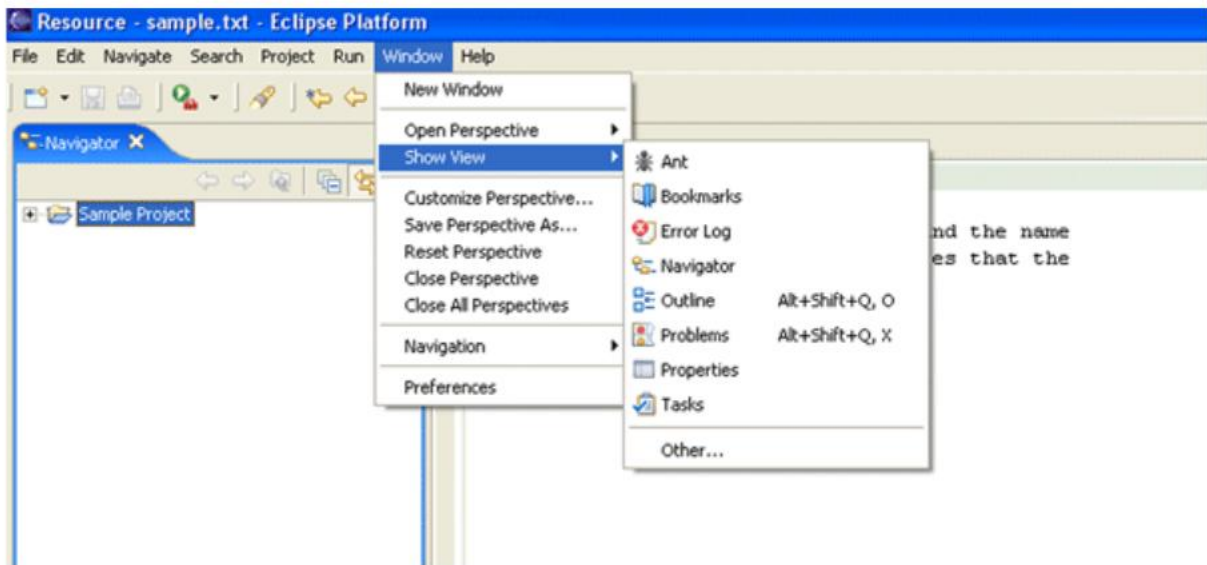 Resource - sample.txt - Eclipse Platform
File Edit Navigate Search Project Run Window Help
New Window
Navigator
Open Perspective
Show View
Ant
Bookmarks
Customize Perspective...
Sample Project
Save Perspective As...
Error Log
nd the name
Reset Perspective
Navigator
es that the
Close Perspective
Close All Perspectives
Outline Alt+Shift+Q, O
Problems Alt+Shift+Q, X
Navigation
Properties
Preferences
Tasks
Other...